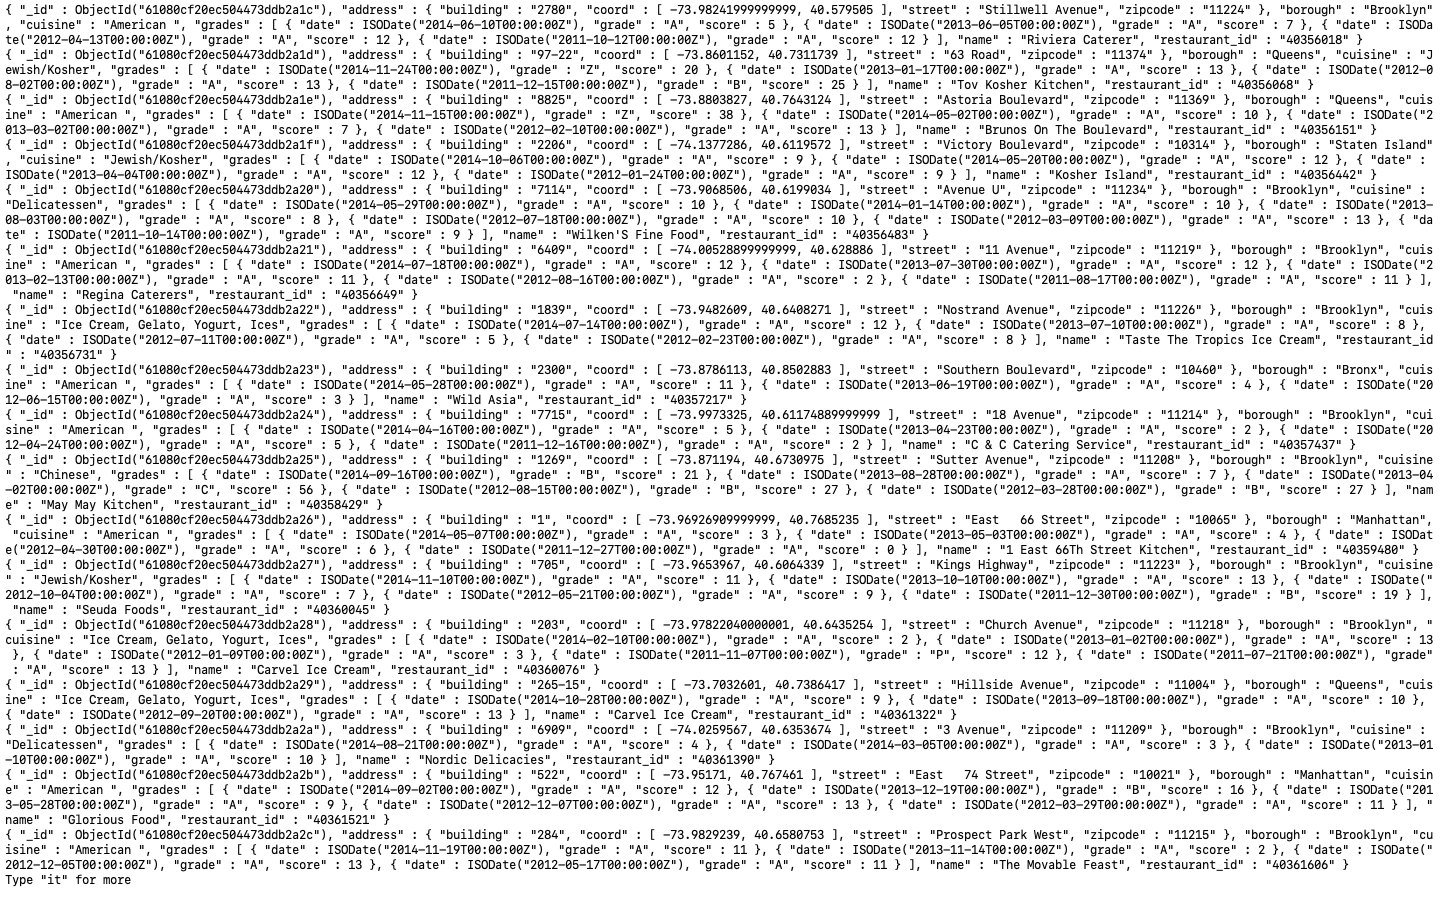 { "_id" : ObjectId("61080cf20ec504473ddb2a1c"), "address" : { "building" : "2780", "coord" : [ -73.98241999999999, 40.579505 ], "street" : "Stillwell Avenue", "zipcode" : "11224" }, "borough" : "Brooklyn"
, "cuisine" : "American ", "grades" : [ { "date" : ISODate("2014-06-10T00:00:00Z"), "grade" : "A", "score" : 5 }, { "date" : ISODate("2013-06-05T00:00:00Z"), "grade" : "A", "score" : 7 }, { "date" : ISODa
te("2012-04-13T00:00:00Z"), "grade" : "A", "score" : 12 }, { "date" : ISODate("2011-10-12T00:00:00Z"), "grade" : "A", "score" : 12 } ], "name" : "Riviera Caterer", "restaurant_id" : "40356018" }
{ "_id" : ObjectId("61080cf20ec504473ddb2a1d"), "address" : { "building" : "97-22", "coord" : [ -73.8601152, 40.7311739 ], "street" : "63 Road", "zipcode" : "11374" }, "borough" : "Queens", "cuisine" : "J
ewish/Kosher", "grades" : [ { "date" : ISODate("2014-11-24T00:00:00Z"), "grade" : "Z", "score" : 20 }, { "date" : ISODate("2013-01-17T00:00:00Z"), "grade" : "A", "score" : 13 }, { "date" : ISODate("2012-0
8-02T00:00:00Z"), "grade" : "A", "score" : 13 }, { "date" : ISODate("2011-12-15T00:00:00Z"), "grade" : "B", "score" : 25 } ], "name" : "Tov Kosher Kitchen", "restaurant_id" : "40356068" }
{ "_id" : ObjectId("61080cf20ec504473ddb2a1e"), "address" : { "building" : "8825", "coord" : [ -73.8803827, 40.7643124 ], "street" : "Astoria Boulevard", "zipcode" : "11369" }, "borough" : "Queens", "cuis
ine" : "American ", "grades" : [ { "date" : ISODate("2014-11-15T00:00:00Z"), "grade" : "Z", "score" : 38 }, { "date" : ISODate("2014-05-02T00:00:00Z"), "grade" : "A", "score" : 10 }, { "date" : ISODate("2
013-03-02T00:00:00Z"), "grade" : "A", "score" : 7 }, { "date" : ISODate("2012-02-10T00:00:00Z"), "grade" : "A", "score" : 13 } ], "name" : "Brunos On The Boulevard", "restaurant_id" : "40356151" }
{ "_id" : ObjectId("61080cf20ec504473ddb2a1f"), "address" : { "building" : "2206", "coord" : [ -74.1377286, 40.6119572 ], "street" : "Victory Boulevard", "zipcode" : "10314" }, "borough" : "Staten Island"
, "cuisine" : "Jewish/Kosher", "grades" : [ { "date" : ISODate("2014-10-06T00:00:00Z"), "grade" : "A", "score" : 9 }, { "date" : ISODate("2014-05-20T00:00:00Z"), "grade" : "A", "score" : 12 }, { "date" :
ISODate("2013-04-04T00:00:00Z"), "grade" : "A", "score" : 12 }, { "date" : ISODate("2012-01-24T00:00:00Z"), "grade" : "A", "score" : 9 } ], "name" : "Kosher Island", "restaurant_id" : "40356442" }
{ "_id" : ObjectId("61080cf20ec504473ddb2a20"), "address" : { "building" : "7114", "coord" : [ -73.9068506, 40.6199034 ], "street" : "Avenue U", "zipcode" : "11234" }, "borough" : "Brooklyn", "cuisine" :
"Delicatessen", "grades" : [ { "date" : ISODate("2014-05-29T00:00:00Z"), "grade" : "A", "score" : 10 }, { "date" : ISODate("2014-01-14T00:00:00Z"), "grade" : "A", "score" : 10 }, { "date" : ISODate("2013-
08-03T00:00:00Z"), "grade" : "A", "score" : 8 }, { "date" : ISODate("2012-07-18T00:00:00Z"), "grade" : "A", "score" : 10 }, { "date" : ISODate("2012-03-09T00:00:00Z"), "grade" : "A", "score" : 13 }, { "da
te" : ISODate("2011-10-14T00:00:00Z"), "grade" : "A", "score" : 9 } ], "name" : "Wilken'S Fine Food", "restaurant_id" : "40356483" }
{ "_id" : ObjectId("61080cf20ec504473ddb2a21"), "address" : { "building" : "6409", "coord" : [ -74.00528899999999, 40.628886 ], "street" : "11 Avenue", "zipcode" : "11219" }, "borough" : "Brooklyn", "cuis
ine" : "American ", "grades" : [ { "date" : ISODate("2014-07-18T00:00:00Z"), "grade" : "A", "score" : 12 }, { "date" : ISODate("2013-07-30T00:00:00Z"), "grade" : "A", "score" : 12 }, { "date" : ISODate("2
013-02-13T00:00:00Z"), "grade" : "A", "score" : 11 }, { "date" : ISODate("2012-08-16T00:00:00Z"), "grade" : "A", "score" : 2 }, { "date" : ISODate("2011-08-17T00:00:00Z"), "grade" : "A", "score" : 11 } ],
 "name" : "Regina Caterers", "restaurant_id" : "40356649" }
{ "_id" : ObjectId("61080cf20ec504473ddb2a22"), "address" : { "building" : "1839", "coord" : [ -73.9482609, 40.6408271 ], "street" : "Nostrand Avenue", "zipcode" : "11226" }, "borough" : "Brooklyn", "cuis
ine" : "Ice Cream, Gelato, Yogurt, Ices", "grades" : [ { "date" : ISODate("2014-07-14T00:00:00Z"), "grade" : "A", "score" : 12 }, { "date" : ISODate("2013-07-10T00:00:00Z"), "grade" : "A", "score" : 8 },
{ "date" : ISODate("2012-07-11T00:00:00Z"), "grade" : "A", "score" : 5 }, { "date" : ISODate("2012-02-23T00:00:00Z"), "grade" : "A", "score" : 8 } ], "name" : "Taste The Tropics Ice Cream", "restaurant_id
" : "40356731" }
{ "_id" : ObjectId("61080cf20ec504473ddb2a23"), "address" : { "building" : "2300", "coord" : [ -73.8786113, 40.8502883 ], "street" : "Southern Boulevard", "zipcode" : "10460" }, "borough" : "Bronx", "cuis
ine" : "American ", "grades" : [ { "date" : ISODate("2014-05-28T00:00:00Z"), "grade" : "A", "score" : 11 }, { "date" : ISODate("2013-06-19T00:00:00Z"), "grade" : "A", "score" : 4 }, { "date" : ISODate("20
12-06-15T00:00:00Z"), "grade" : "A", "score" : 3 } ], "name" : "Wild Asia", "restaurant_id" : "40357217" }
{ "_id" : ObjectId("61080cf20ec504473ddb2a24"), "address" : { "building" : "7715", "coord" : [ -73.9973325, 40.61174889999999 ], "street" : "18 Avenue", "zipcode" : "11214" }, "borough" : "Brooklyn", "cui
sine" : "American ", "grades" : [ { "date" : ISODate("2014-04-16T00:00:00Z"), "grade" : "A", "score" : 5 }, { "date" : ISODate("2013-04-23T00:00:00Z"), "grade" : "A", "score" : 2 }, { "date" : ISODate("20
12-04-24T00:00:00Z"), "grade" : "A", "score" : 5 }, { "date" : ISODate("2011-12-16T00:00:00Z"), "grade" : "A", "score" : 2 } ], "name" : "C & C Catering Service", "restaurant_id" : "40357437" }
{ "_id" : ObjectId("61080cf20ec504473ddb2a25"), "address" : { "building" : "1269", "coord" : [ -73.871194, 40.6730975 ], "street" : "Sutter Avenue", "zipcode" : "11208" }, "borough" : "Brooklyn", "cuisine
" : "Chinese", "grades" : [ { "date" : ISODate("2014-09-16T00:00:00Z"), "grade" : "B", "score" : 21 }, { "date" : ISODate("2013-08-28T00:00:00Z"), "grade" : "A", "score" : 7 }, { "date" : ISODate("2013-04
-02T00:00:00Z"), "grade" : "C", "score" : 56 }, { "date" : ISODate("2012-08-15T00:00:00Z"), "grade" : "B", "score" : 27 }, { "date" : ISODate("2012-03-28T00:00:00Z"), "grade" : "B", "score" : 27 } ], "nam
e" : "May May Kitchen", "restaurant_id" : "40358429" }
{ "_id" : ObjectId("61080cf20ec504473ddb2a26"), "address" : { "building" : "1", "coord" : [ -73.96926909999999, 40.7685235 ], "street" : "East   66 Street", "zipcode" : "10065" }, "borough" : "Manhattan",
 "cuisine" : "American ", "grades" : [ { "date" : ISODate("2014-05-07T00:00:00Z"), "grade" : "A", "score" : 3 }, { "date" : ISODate("2013-05-03T00:00:00Z"), "grade" : "A", "score" : 4 }, { "date" : ISODat
e("2012-04-30T00:00:00Z"), "grade" : "A", "score" : 6 }, { "date" : ISODate("2011-12-27T00:00:00Z"), "grade" : "A", "score" : 0 } ], "name" : "1 East 66Th Street Kitchen", "restaurant_id" : "40359480" }
{ "_id" : ObjectId("61080cf20ec504473ddb2a27"), "address" : { "building" : "705", "coord" : [ -73.9653967, 40.6064339 ], "street" : "Kings Highway", "zipcode" : "11223" }, "borough" : "Brooklyn", "cuisine
" : "Jewish/Kosher", "grades" : [ { "date" : ISODate("2014-11-10T00:00:00Z"), "grade" : "A", "score" : 11 }, { "date" : ISODate("2013-10-10T00:00:00Z"), "grade" : "A", "score" : 13 }, { "date" : ISODate("
2012-10-04T00:00:00Z"), "grade" : "A", "score" : 7 }, { "date" : ISODate("2012-05-21T00:00:00Z"), "grade" : "A", "score" : 9 }, { "date" : ISODate("2011-12-30T00:00:00Z"), "grade" : "B", "score" : 19 } ],
 "name" : "Seuda Foods", "restaurant_id" : "40360045" }
{ "_id" : ObjectId("61080cf20ec504473ddb2a28"), "address" : { "building" : "203", "coord" : [ -73.97822040000001, 40.6435254 ], "street" : "Church Avenue", "zipcode" : "11218" }, "borough" : "Brooklyn", "
cuisine" : "Ice Cream, Gelato, Yogurt, Ices", "grades" : [ { "date" : ISODate("2014-02-10T00:00:00Z"), "grade" : "A", "score" : 2 }, { "date" : ISODate("2013-01-02T00:00:00Z"), "grade" : "A", "score" : 13
 }, { "date" : ISODate("2012-01-09T00:00:00Z"), "grade" : "A", "score" : 3 }, { "date" : ISODate("2011-11-07T00:00:00Z"), "grade" : "P", "score" : 12 }, { "date" : ISODate("2011-07-21T00:00:00Z"), "grade"
 : "A", "score" : 13 } ], "name" : "Carvel Ice Cream", "restaurant_id" : "40360076" }
{ "_id" : ObjectId("61080cf20ec504473ddb2a29"), "address" : { "building" : "265-15", "coord" : [ -73.7032601, 40.7386417 ], "street" : "Hillside Avenue", "zipcode" : "11004" }, "borough" : "Queens", "cuis
ine" : "Ice Cream, Gelato, Yogurt, Ices", "grades" : [ { "date" : ISODate("2014-10-28T00:00:00Z"), "grade" : "A", "score" : 9 }, { "date" : ISODate("2013-09-18T00:00:00Z"), "grade" : "A", "score" : 10 },
{ "date" : ISODate("2012-09-20T00:00:00Z"), "grade" : "A", "score" : 13 } ], "name" : "Carvel Ice Cream", "restaurant_id" : "40361322" }
{ "_id" : ObjectId("61080cf20ec504473ddb2a2a"), "address" : { "building" : "6909", "coord" : [ -74.0259567, 40.6353674 ], "street" : "3 Avenue", "zipcode" : "11209" }, "borough" : "Brooklyn", "cuisine" :
"Delicatessen", "grades" : [ { "date" : ISODate("2014-08-21T00:00:00Z"), "grade" : "A", "score" : 4 }, { "date" : ISODate("2014-03-05T00:00:00Z"), "grade" : "A", "score" : 3 }, { "date" : ISODate("2013-01
-10T00:00:00Z"), "grade" : "A", "score" : 10 } ], "name" : "Nordic Delicacies", "restaurant_id" : "40361390" }
{ "_id" : ObjectId("61080cf20ec504473ddb2a2b"), "address" : { "building" : "522", "coord" : [ -73.95171, 40.767461 ], "street" : "East   74 Street", "zipcode" : "10021" }, "borough" : "Manhattan", "cuisin
e" : "American ", "grades" : [ { "date" : ISODate("2014-09-02T00:00:00Z"), "grade" : "A", "score" : 12 }, { "date" : ISODate("2013-12-19T00:00:00Z"), "grade" : "B", "score" : 16 }, { "date" : ISODate("201
3-05-28T00:00:00Z"), "grade" : "A", "score" : 9 }, { "date" : ISODate("2012-12-07T00:00:00Z"), "grade" : "A", "score" : 13 }, { "date" : ISODate("2012-03-29T00:00:00Z"), "grade" : "A", "score" : 11 } ], "
name" : "Glorious Food", "restaurant_id" : "40361521" }
{ "_id" : ObjectId("61080cf20ec504473ddb2a2c"), "address" : { "building" : "284", "coord" : [ -73.9829239, 40.6580753 ], "street" : "Prospect Park West", "zipcode" : "11215" }, "borough" : "Brooklyn", "cu
isine" : "American ", "grades" : [ { "date" : ISODate("2014-11-19T00:00:00Z"), "grade" : "A", "score" : 11 }, { "date" : ISODate("2013-11-14T00:00:00Z"), "grade" : "A", "score" : 2 }, { "date" : ISODate("
2012-12-05T00:00:00Z"), "grade" : "A", "score" : 13 }, { "date" : ISODate("2012-05-17T00:00:00Z"), "grade" : "A", "score" : 11 } ], "name" : "The Movable Feast", "restaurant_id" : "40361606" }
Type "it" for more